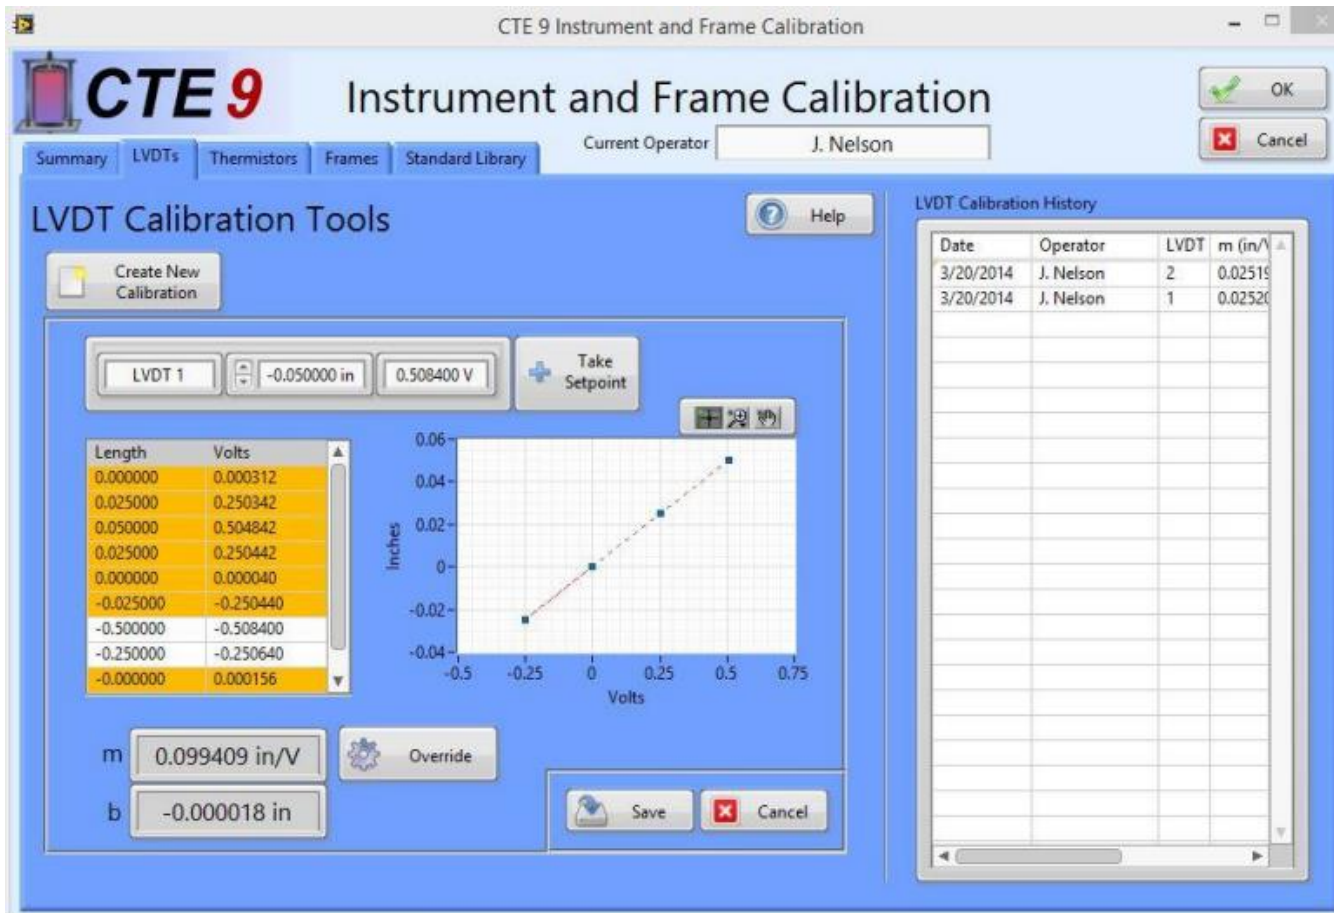 CTE 9 Instrument and Frame Calibration
CTE 9
Instrument and Frame Calibration
OK
Cancel
Current Operator J. Nelson
Summary LVDTs Thermistors Frames Standard Library
LVDT Calibration Tools
Help
Create New
Calibration
LVDT 1 -0.050000 in 0.508400 V
Take
Setpoint
Length Volts
0.000000 0.000312
0.025000 0.250342
0.050000 0.504842
0.025000 0.250442
0.000000 0.000040
-0.025000 -0.250440
-0.500000 -0.508400
-0.250000 -0.250640
-0.000000 0.000156
Inches
0.06
0.04
0.02
0
-0.02
-0.04
-0.5 -0.25 0 0.25 0.5 0.75
Volts
m 0.099409 in/V
Override
b -0.000018 in
Save
Cancel
LVDT Calibration History
Date Operator LVDT m (in/
3/20/2014 J. Nelson 2 0.02519
3/20/2014 J. Nelson 1 0.02520